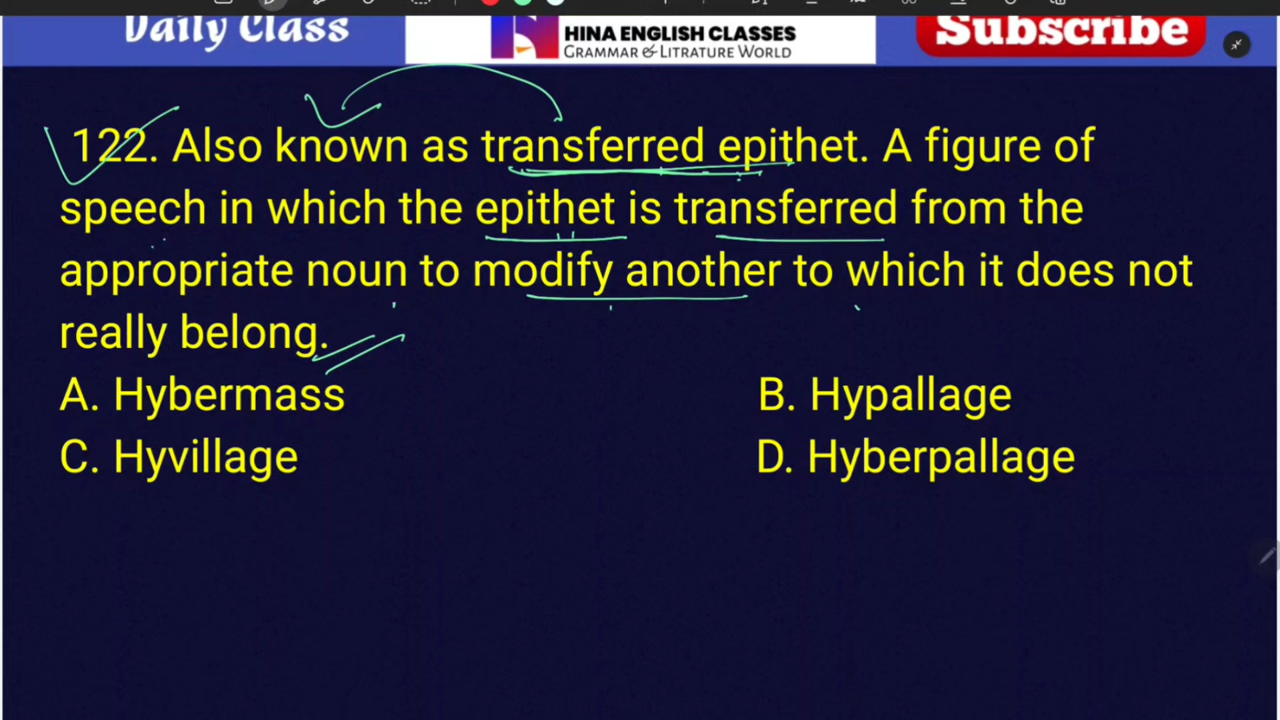 Daily Class
HINA ENGLISH CLASSES
GRAMMAR & LITRATURE WORLD
Subscribe
122. Also known as transferred epithet. A figure of
speech in which the epithet is transferred from the
appropriate noun to modify another to which it does not
really belong.
A. Hybermass B. Hypallage
C. Hyvillage D. Hyberpallage